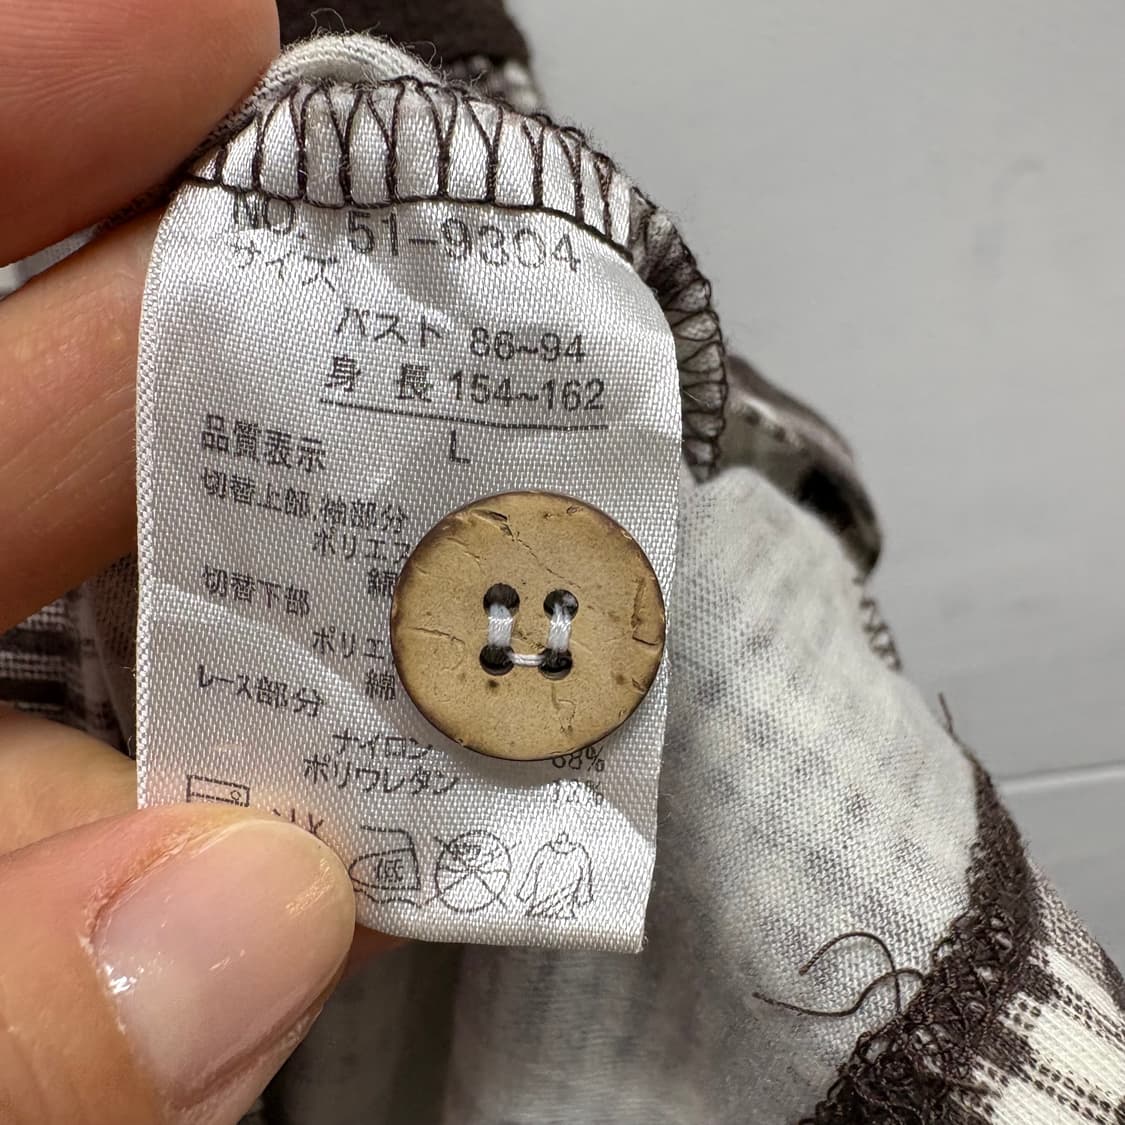 NO. 51-9304
サイズ
バスト 86~94
身 長 154~162
L
品質表示
切替上部,袖部分
ポリエス
綿
切替下部
ポリエ
綿
レース部分
ナイロン 88%
ポリウレタン
低